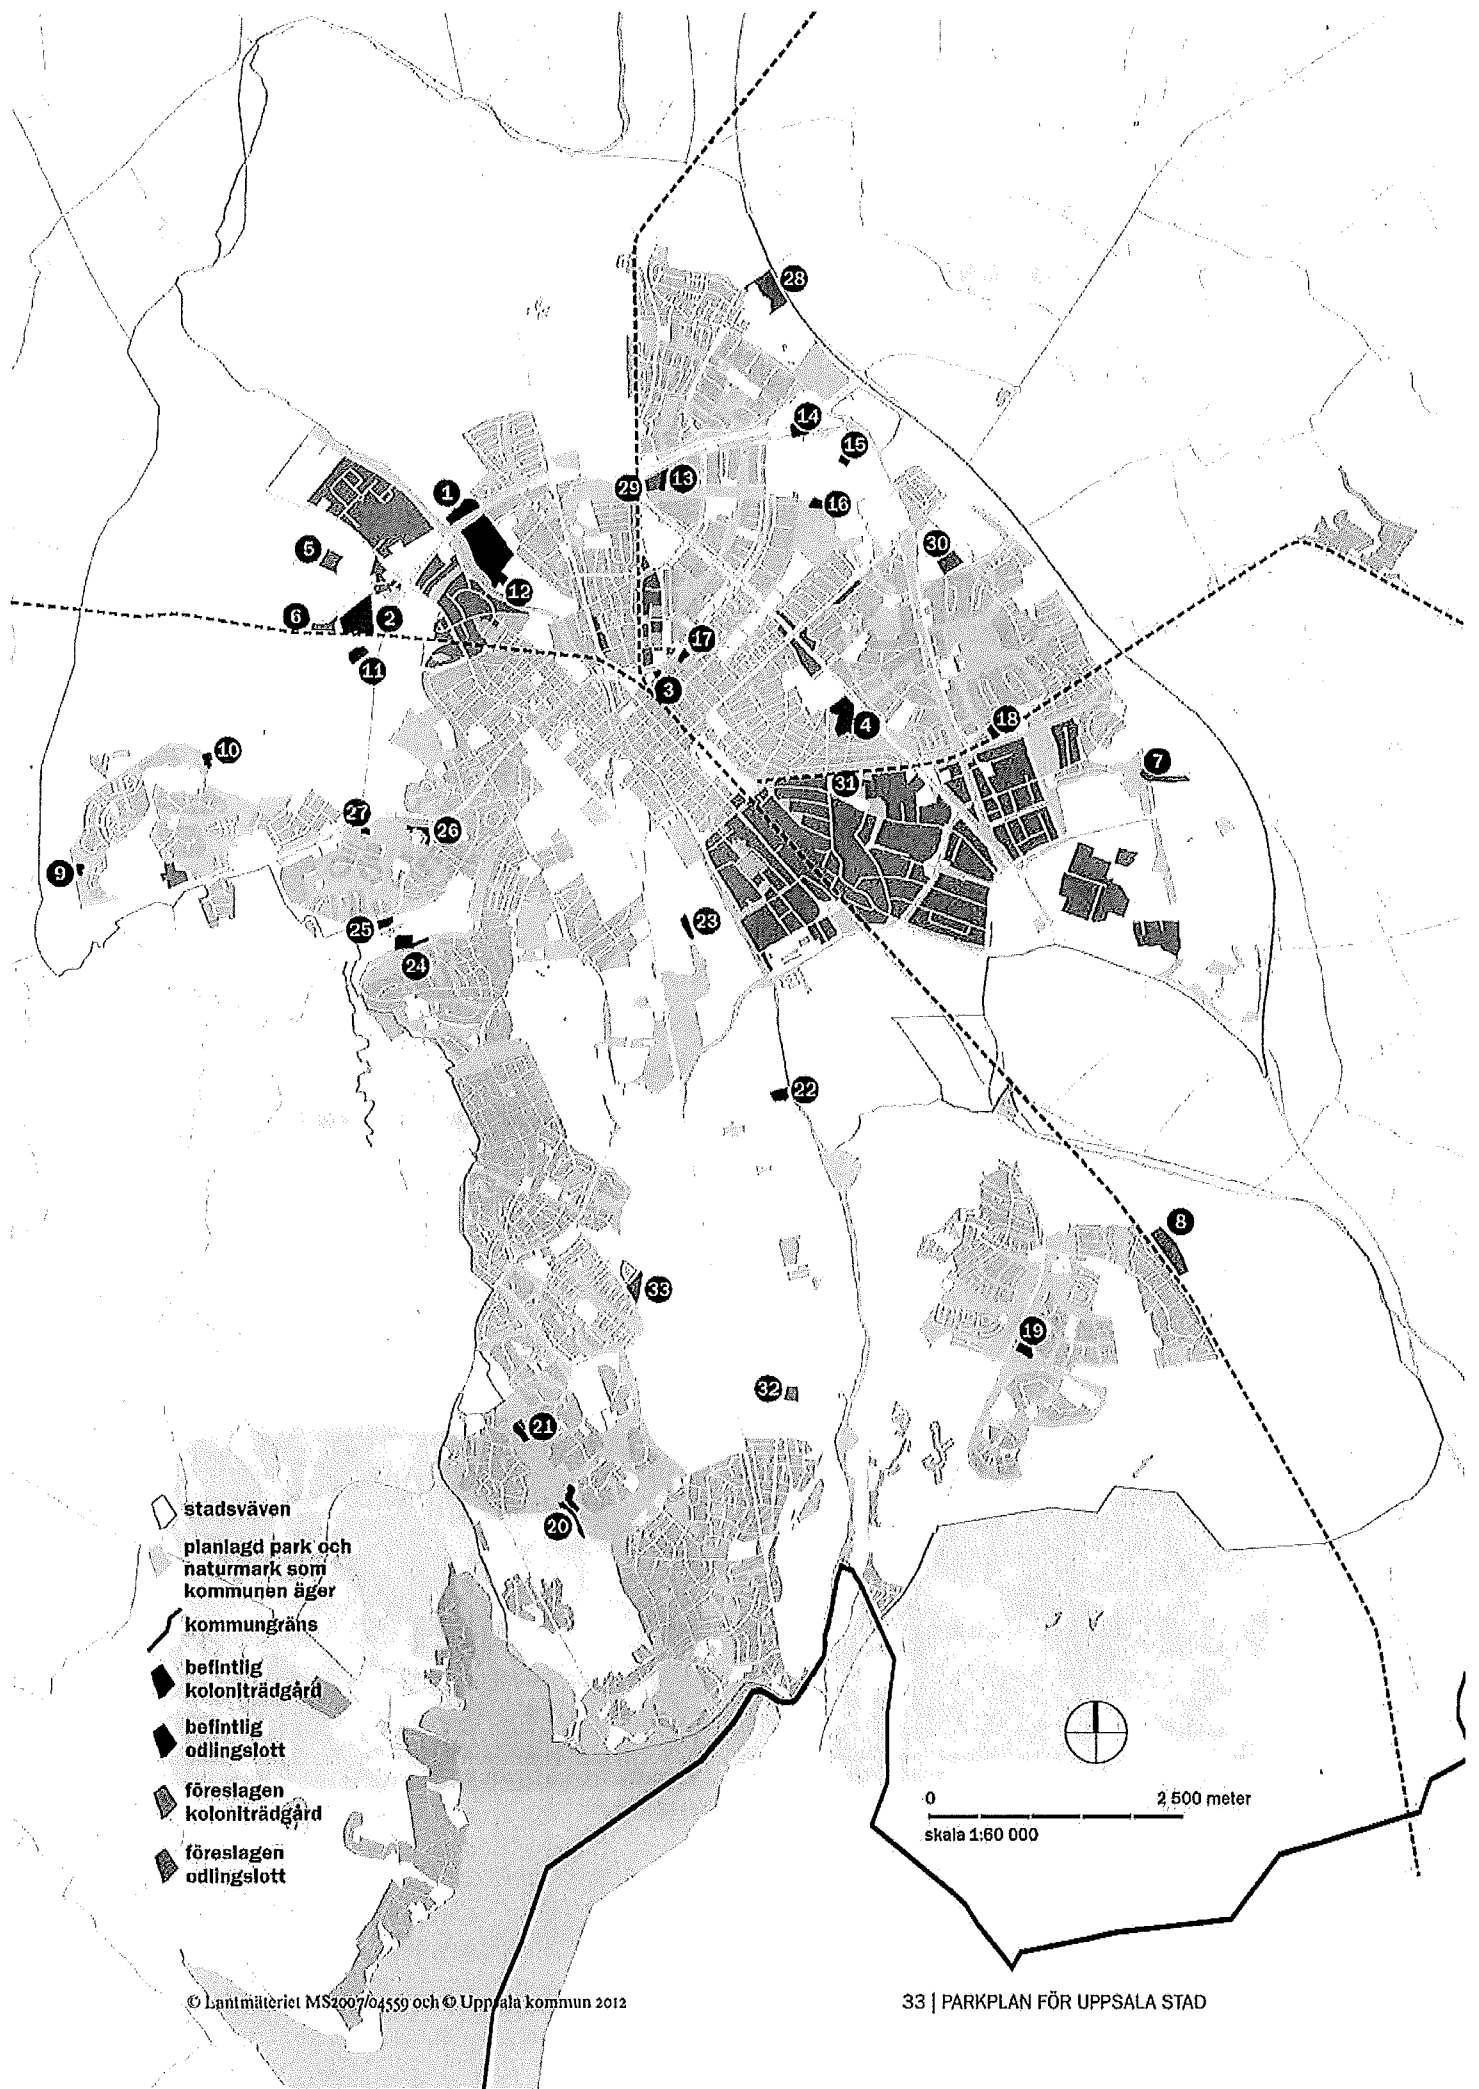 28
14
15
1
13
29
16
5
30
12
6
2
17
11
3
4
18
10
7
31
27
26
9
23
25
24
22
8
33
19
32
21
20
stadsväven
planlagd park och
naturmark som
kommunen äger
kommungräns
befintlig
koloniträdgård
befintlig
odlingslott
föreslagen
koloniträdgård
föreslagen
odlingslott
0 2 500 meter
skala 1:60 000
© Lantmäteriet MS2007/04559 och © Uppsala kommun 2012
33 | PARKPLAN FÖR UPPSALA STAD